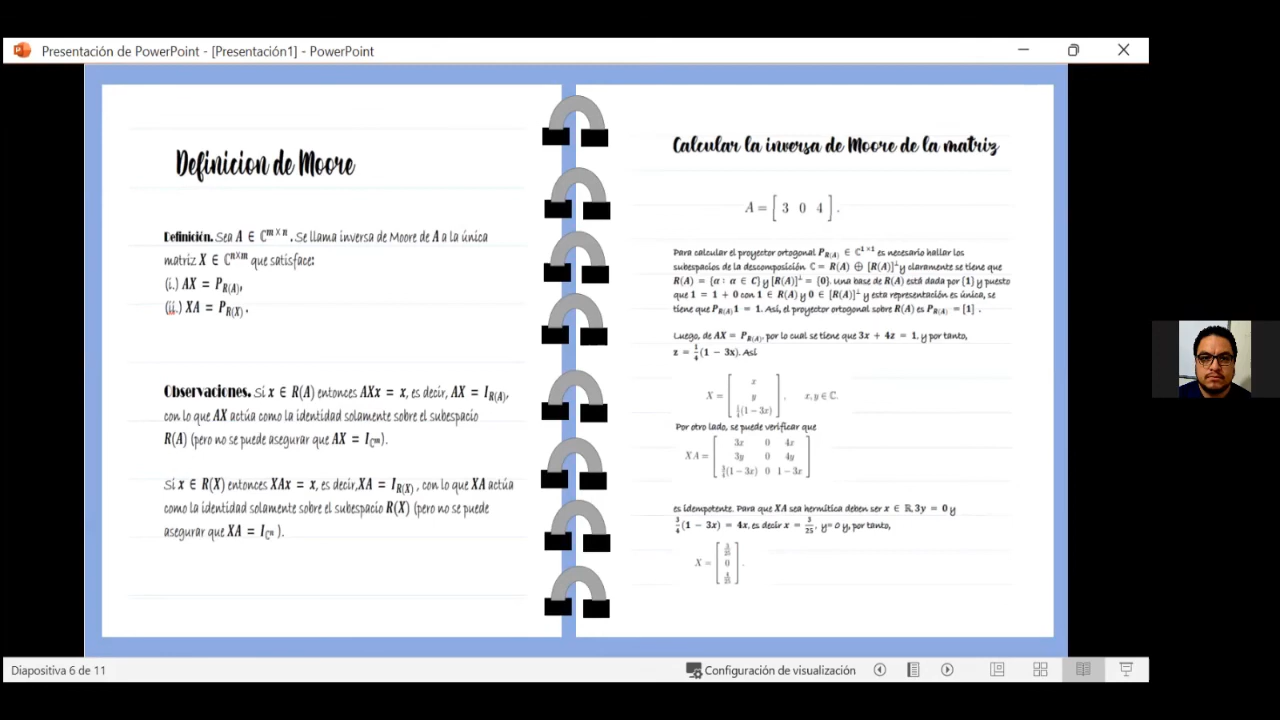 Presentación de PowerPoint - [Presentación1] - PowerPoint
Definicion de Moore
Definición. Sea A ∈ ℂ^{m×n}. Se llama inversa de Moore de A a la única
matriz X ∈ ℂ^{n×m} que satisface:
(i.) AX = P_{R(A)},
(ii.) XA = P_{R(X)}.
Observaciones. Si x ∈ R(A) entonces AXx = x, es decir, AX = I_{R(A)},
con lo que AX actúa como la identidad solamente sobre el subespacio
R(A) (pero no se puede asegurar que AX = I_{ℂ^m}).
Si x ∈ R(X) entonces XAx = x, es decir,XA = I_{R(X)}, con lo que XA actúa
como la identidad solamente sobre el subespacio R(X) (pero no se puede
asegurar que XA = I_{ℂ^n}).
Calcular la inversa de Moore de la matriz
A = [ 3 0 4 ].
Para calcular el proyector ortogonal P_{R(A)} ∈ ℂ^{1×1} es necesario hallar los
subespacios de la descomposición ℂ = R(A) ⊕ [R(A)]^⊥ y claramente se tiene que
R(A) = {α : α ∈ C} y [R(A)]^⊥ = {0}. Una base de R(A) está dada por {1} y puesto
que 1 = 1 + 0 con 1 ∈ R(A) y 0 ∈ [R(A)]^⊥ y esta representación es única, se
tiene que P_{R(A)}1 = 1. Así, el proyector ortogonal sobre R(A) es P_{R(A)} = [1] .
Luego, de AX = P_{R(A)}, por lo cual se tiene que 3x + 4z = 1. y por tanto,
z = 1/4 (1 − 3x). Así
X = [ x
y
1/4(1−3x) ], x, y ∈ ℂ.
Por otro lado, se puede verificar que
XA = [ 3x 0 4x
3y 0 4y
3/4(1−3x) 0 1−3x ]
es idempotente. Para que XA sea hermítica deben ser x ∈ ℝ, 3y = 0 y
3/4 (1 − 3x) = 4x, es decir x = 3/25, y= 0 y, por tanto,
X = [ 3/25
0
4/25 ].
Diapositiva 6 de 11
Configuración de visualización